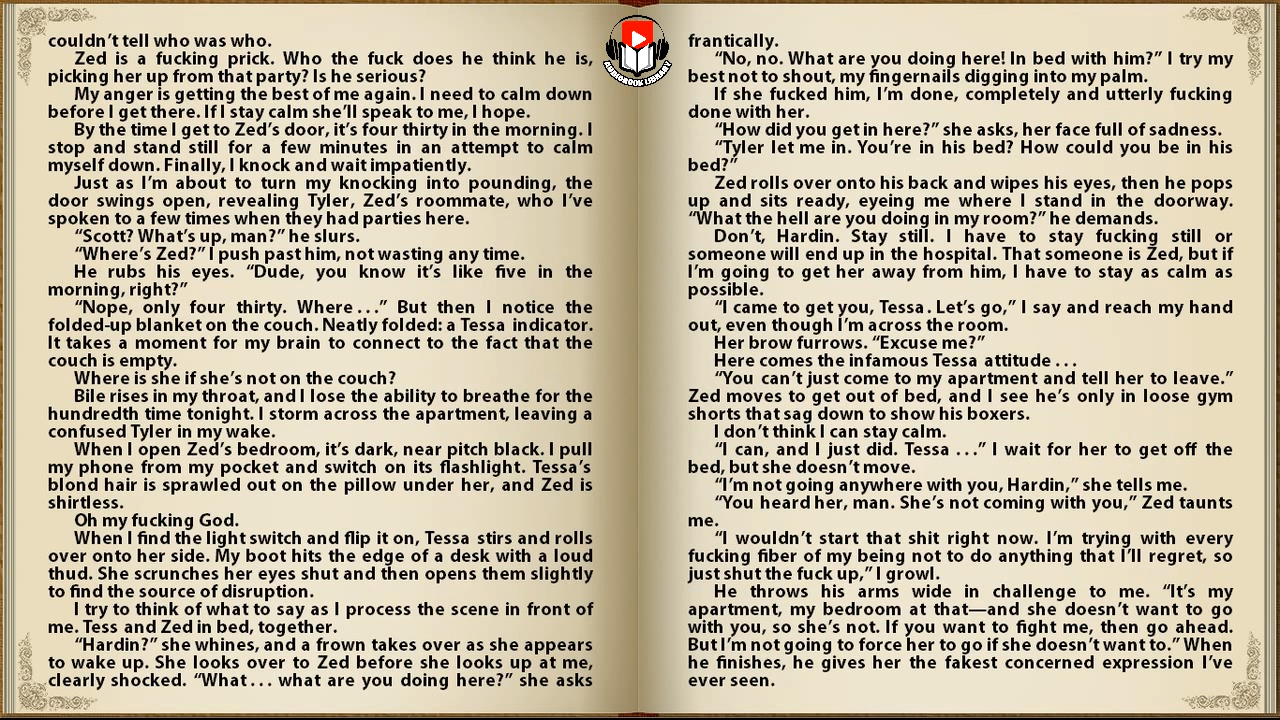 couldn't tell who was who.
Zed is a fucking prick. Who the fuck does he think he is,
picking her up from that party? Is he serious?
My anger is getting the best of me again. I need to calm down
before I get there. If I stay calm she'll speak to me, I hope.
By the time I get to Zed's door, it's four thirty in the morning. I
stop and stand still for a few minutes in an attempt to calm
myself down. Finally, I knock and wait impatiently.
Just as I'm about to turn my knocking into pounding, the
door swings open, revealing Tyler, Zed's roommate, who I've
spoken to a few times when they had parties here.
“Scott? What's up, man?” he slurs.
“Where's Zed?” I push past him, not wasting any time.
He rubs his eyes. “Dude, you know it's like five in the
morning, right?”
“Nope, only four thirty. Where . . .” But then I notice the
folded-up blanket on the couch. Neatly folded: a Tessa indicator.
It takes a moment for my brain to connect to the fact that the
couch is empty.
Where is she if she's not on the couch?
Bile rises in my throat, and I lose the ability to breathe for the
hundredth time tonight. I storm across the apartment, leaving a
confused Tyler in my wake.
When I open Zed's bedroom, it's dark, near pitch black. I pull
my phone from my pocket and switch on its flashlight. Tessa's
blond hair is sprawled out on the pillow under her, and Zed is
shirtless.
Oh my fucking God.
When I find the light switch and flip it on, Tessa stirs and rolls
over onto her side. My boot hits the edge of a desk with a loud
thud. She scrunches her eyes shut and then opens them slightly
to find the source of disruption.
I try to think of what to say as I process the scene in front of
me. Tess and Zed in bed, together.
“Hardin?” she whines, and a frown takes over as she appears
to wake up. She looks over to Zed before she looks up at me,
clearly shocked. “What . . . what are you doing here?” she asks
AUDIOBOOK LIBRARY
frantically.
“No, no. What are you doing here! In bed with him?” I try my
best not to shout, my fingernails digging into my palm.
If she fucked him, I'm done, completely and utterly fucking
done with her.
“How did you get in here?” she asks, her face full of sadness.
“Tyler let me in. You're in his bed? How could you be in his
bed?”
Zed rolls over onto his back and wipes his eyes, then he pops
up and sits ready, eyeing me where I stand in the doorway.
“What the hell are you doing in my room?” he demands.
Don't, Hardin. Stay still. I have to stay fucking still or
someone will end up in the hospital. That someone is Zed, but if
I'm going to get her away from him, I have to stay as calm as
possible.
“I came to get you, Tessa. Let's go,” I say and reach my hand
out, even though I'm across the room.
Her brow furrows. “Excuse me?”
Here comes the infamous Tessa attitude . . .
“You can't just come to my apartment and tell her to leave.”
Zed moves to get out of bed, and I see he's only in loose gym
shorts that sag down to show his boxers.
I don't think I can stay calm.
“I can, and I just did. Tessa . . .” I wait for her to get off the
bed, but she doesn't move.
“I'm not going anywhere with you, Hardin,” she tells me.
“You heard her, man. She's not coming with you,” Zed taunts
me.
“I wouldn't start that shit right now. I'm trying with every
fucking fiber of my being not to do anything that I'll regret, so
just shut the fuck up,” I growl.
He throws his arms wide in challenge to me. “It's my
apartment, my bedroom at that—and she doesn't want to go
with you, so she's not. If you want to fight me, then go ahead.
But I'm not going to force her to go if she doesn't want to.” When
he finishes, he gives her the fakest concerned expression I've
ever seen.